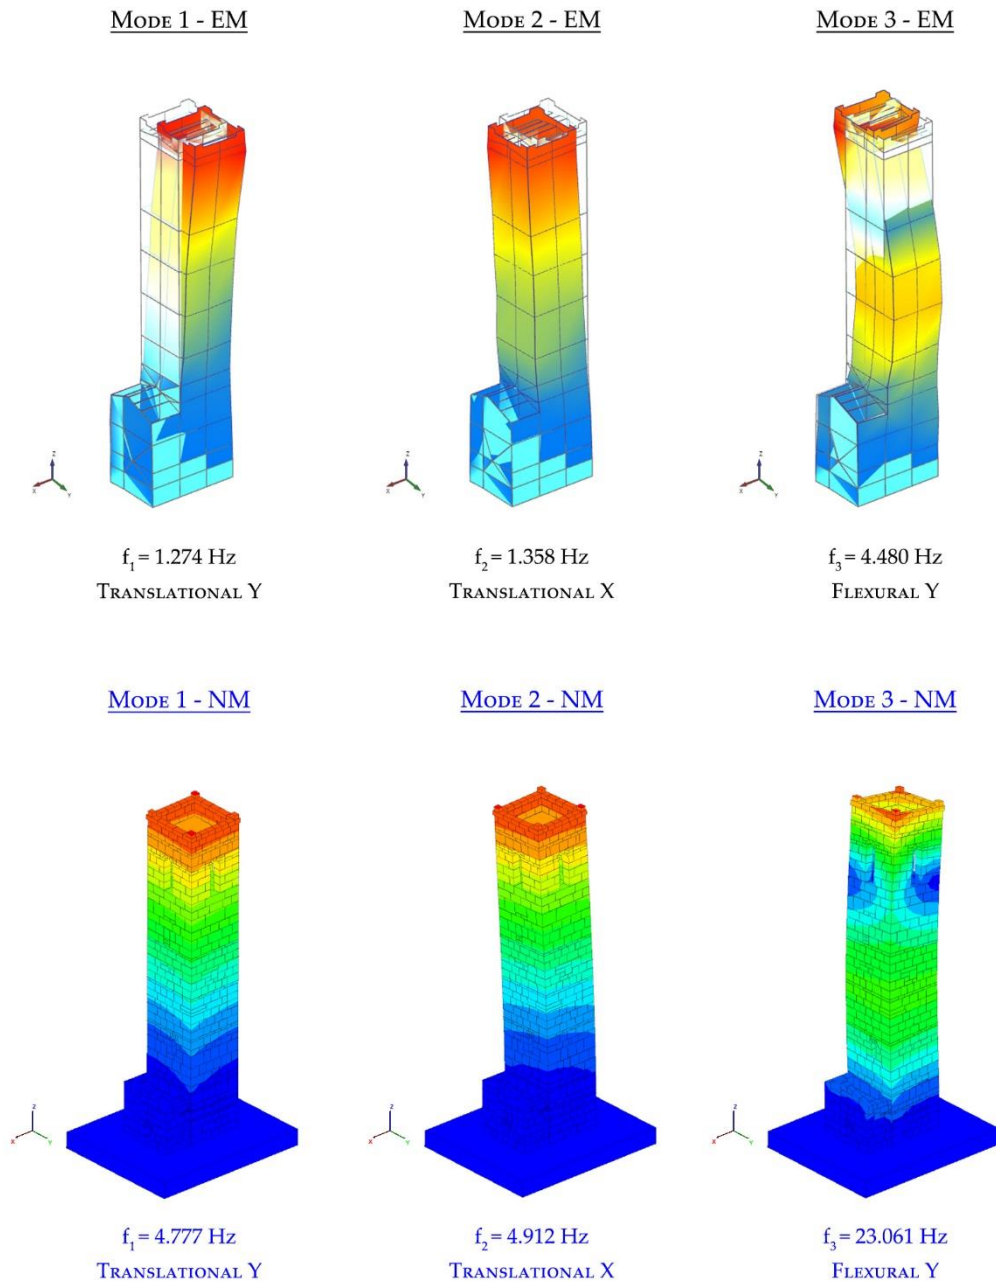 MODE 1 - EM
MODE 2 - EM
MODE 3 - EM
Z
X
Y
Z
X
Y
Z
X
Y
f₁ = 1.274 Hz
TRANSLATIONAL Y
f₂ = 1.358 Hz
TRANSLATIONAL X
f₃ = 4.480 Hz
FLEXURAL Y
MODE 1 - NM
MODE 2 - NM
MODE 3 - NM
Z
X
Y
Z
X
Y
Z
X
Y
f₁ = 4.777 Hz
TRANSLATIONAL Y
f₂ = 4.912 Hz
TRANSLATIONAL X
f₃ = 23.061 Hz
FLEXURAL Y